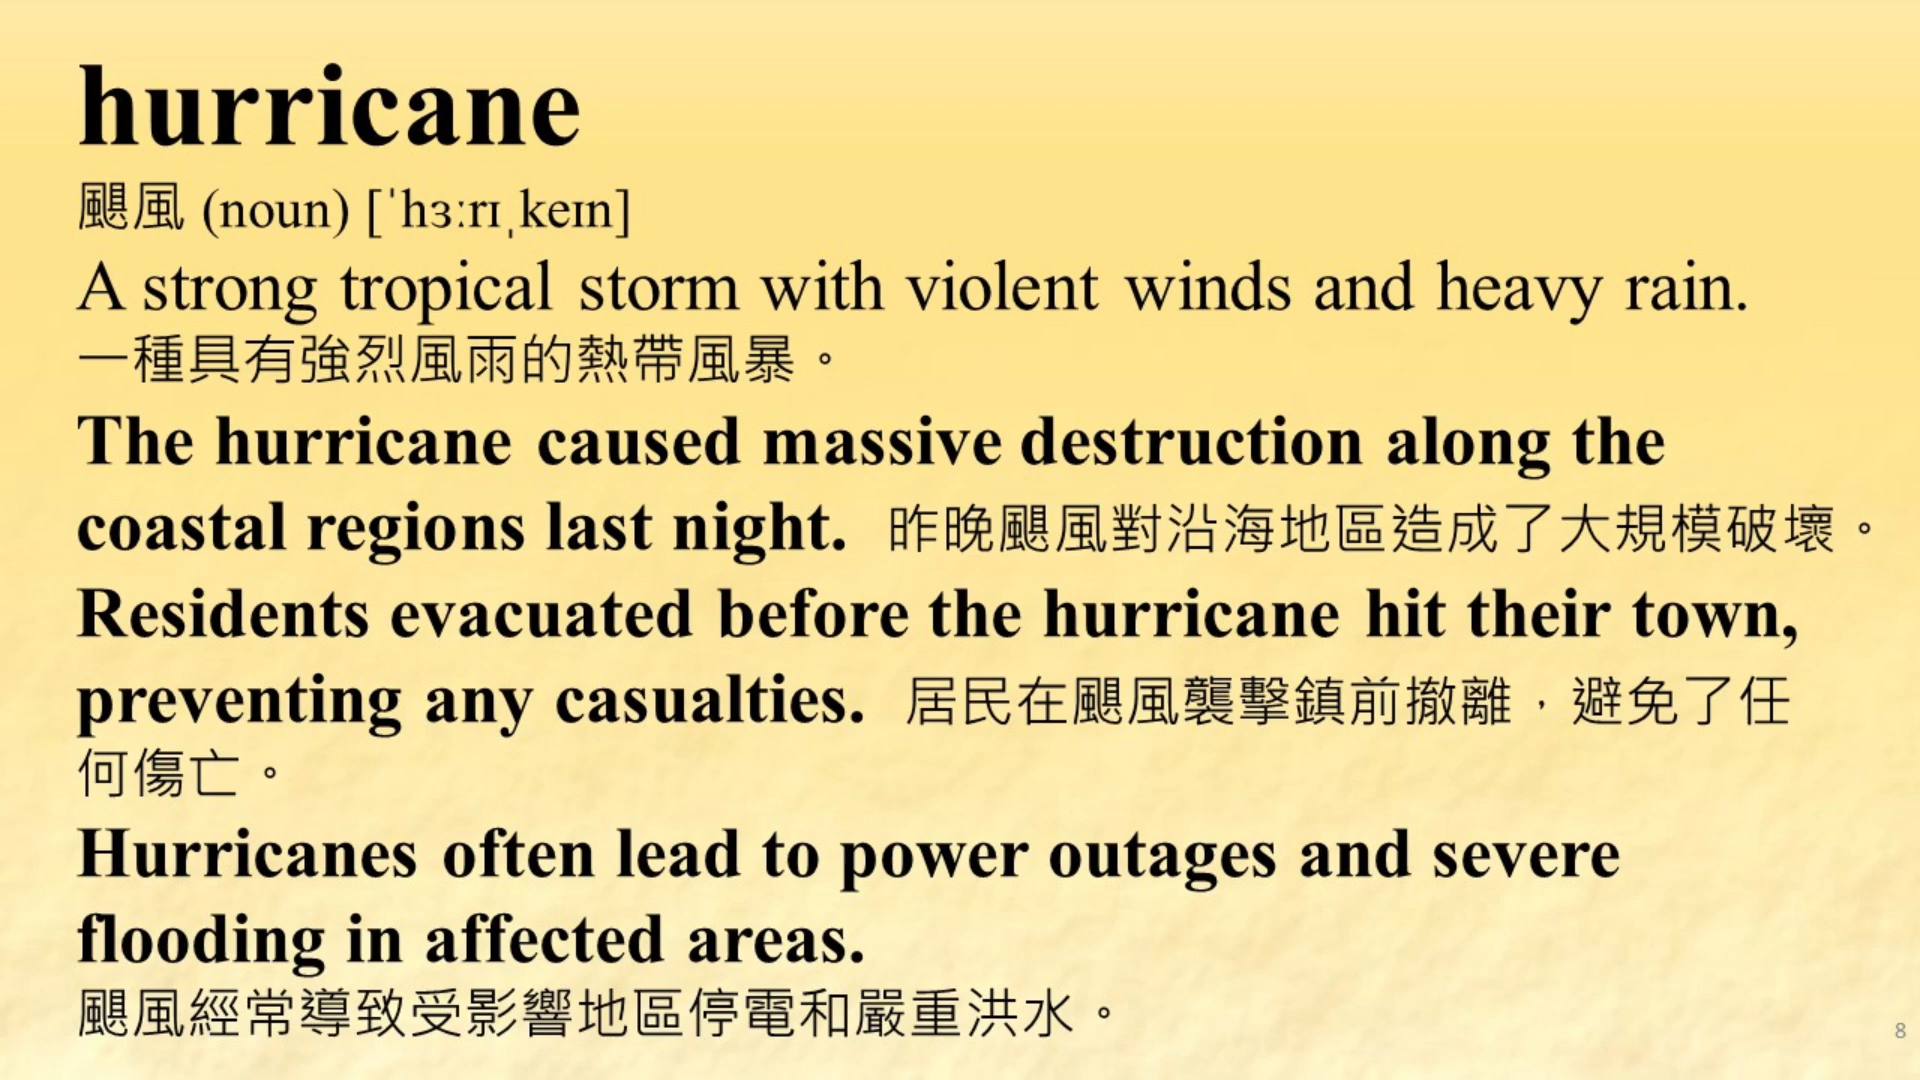 hurricane
颶風 (noun) [ˈhɜːrɪˌkeɪn]
A strong tropical storm with violent winds and heavy rain.
一種具有強烈風雨的熱帶風暴。
The hurricane caused massive destruction along the
coastal regions last night. 昨晚颶風對沿海地區造成了大規模破壞。
Residents evacuated before the hurricane hit their town,
preventing any casualties. 居民在颶風襲擊鎮前撤離，避免了任
何傷亡。
Hurricanes often lead to power outages and severe
flooding in affected areas.
颶風經常導致受影響地區停電和嚴重洪水。
8